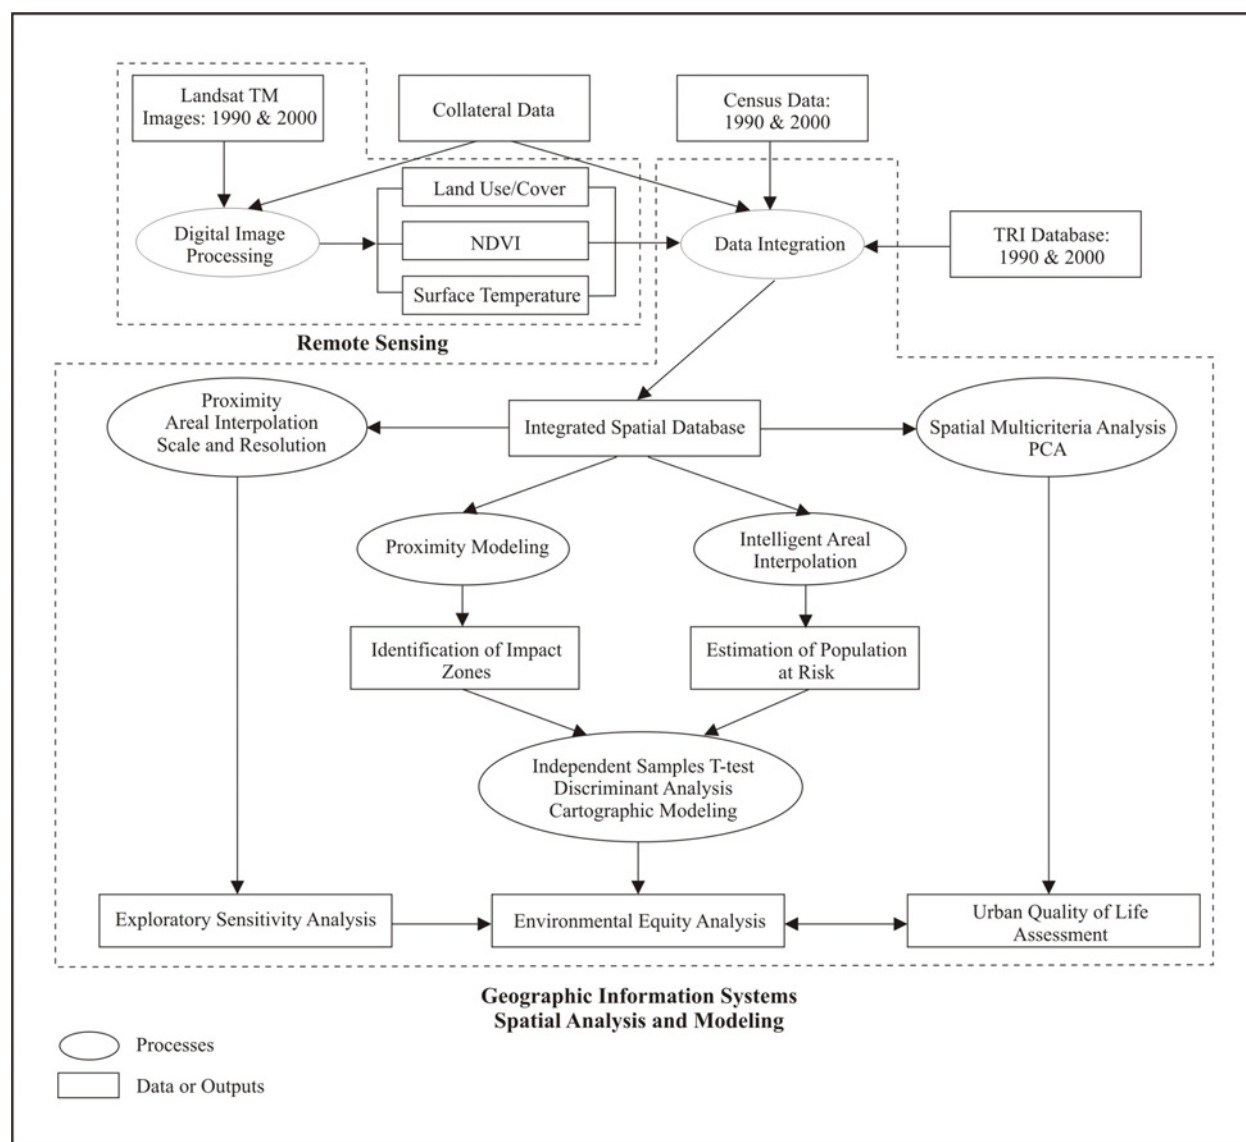 Landsat TM
Images: 1990 & 2000
Collateral Data
Census Data:
1990 & 2000
Land Use/Cover
Digital Image
Processing
NDVI
Data Integration
TRI Database:
1990 & 2000
Surface Temperature
Remote Sensing
Proximity
Areal Interpolation
Scale and Resolution
Integrated Spatial Database
Spatial Multicriteria Analysis
PCA
Proximity Modeling
Intelligent Areal
Interpolation
Identification of Impact
Zones
Estimation of Population
at Risk
Independent Samples T-test
Discriminant Analysis
Cartographic Modeling
Exploratory Sensitivity Analysis
Environmental Equity Analysis
Urban Quality of Life
Assessment
Geographic Information Systems
Spatial Analysis and Modeling
Processes
Data or Outputs